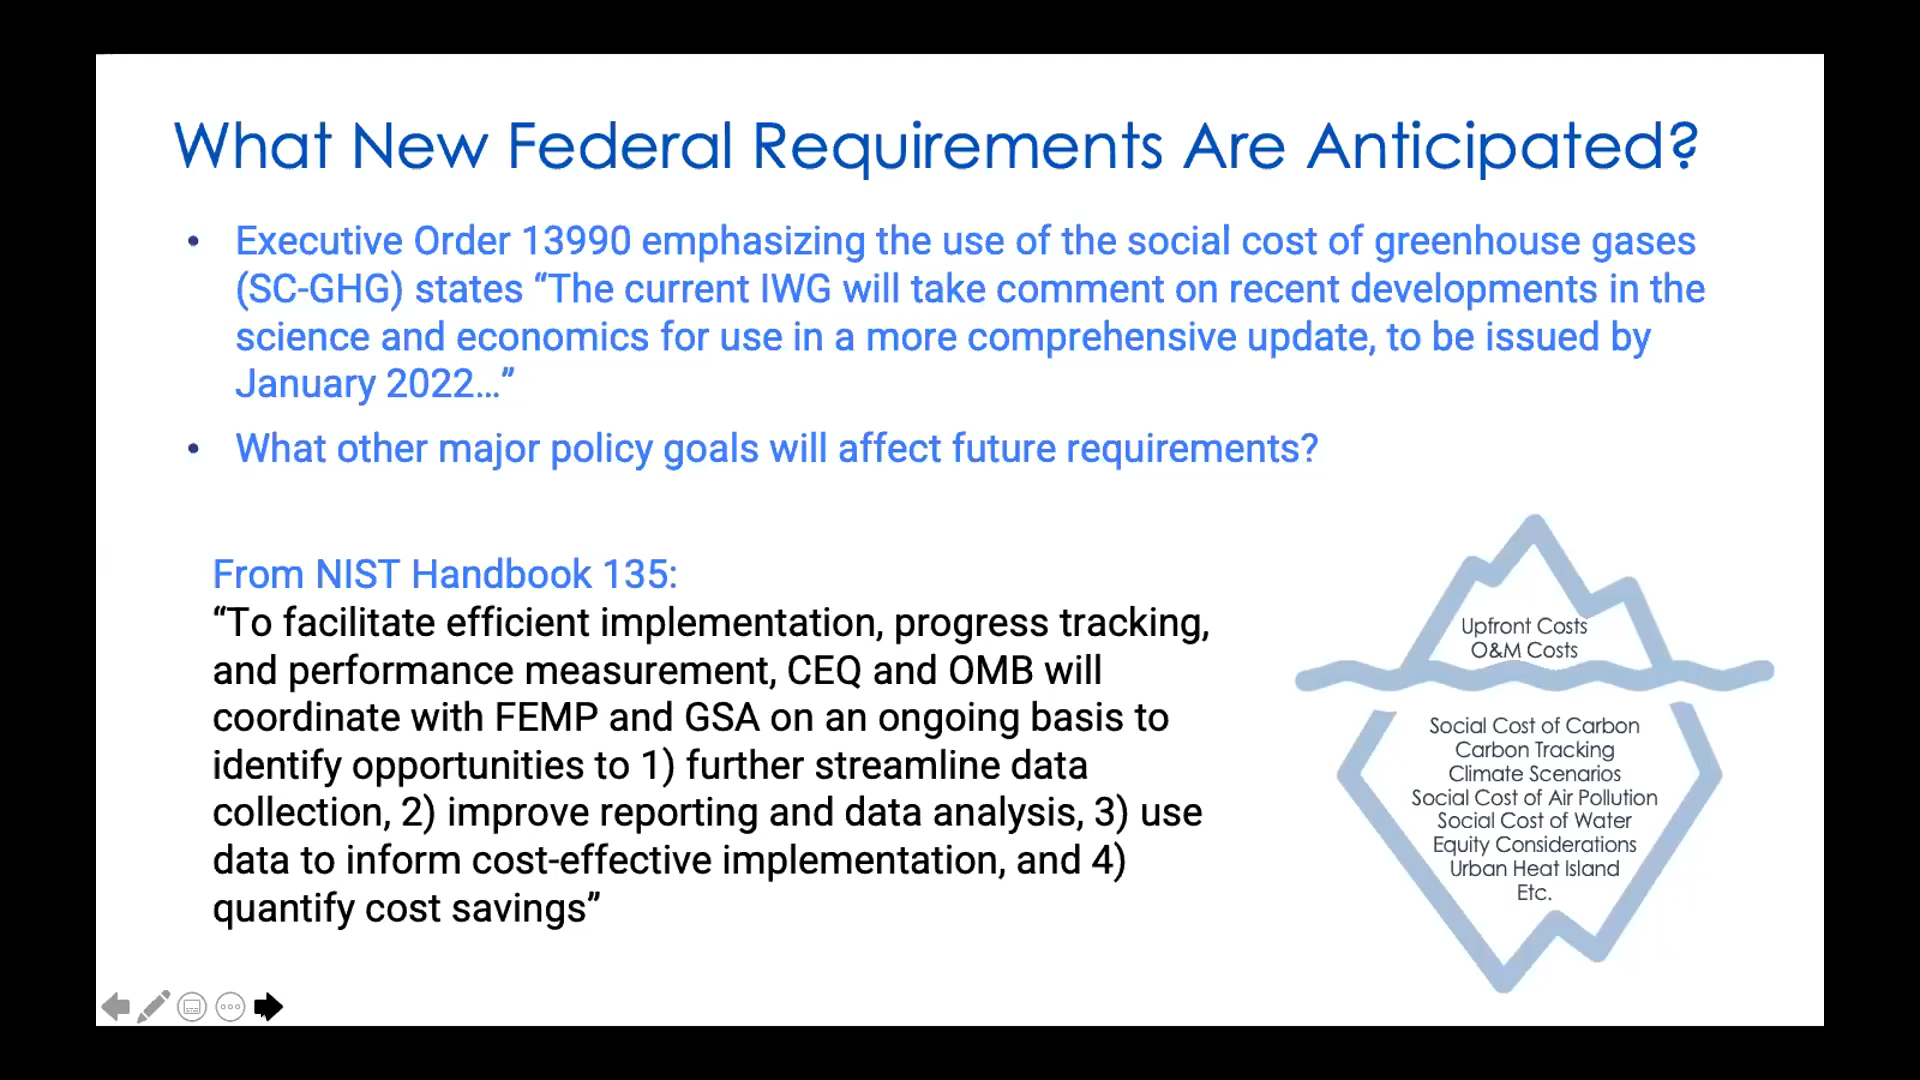 What New Federal Requirements Are Anticipated?
• Executive Order 13990 emphasizing the use of the social cost of greenhouse gases
(SC-GHG) states “The current IWG will take comment on recent developments in the
science and economics for use in a more comprehensive update, to be issued by
January 2022...”
• What other major policy goals will affect future requirements?
From NIST Handbook 135:
“To facilitate efficient implementation, progress tracking,
and performance measurement, CEQ and OMB will
coordinate with FEMP and GSA on an ongoing basis to
identify opportunities to 1) further streamline data
collection, 2) improve reporting and data analysis, 3) use
data to inform cost-effective implementation, and 4)
quantify cost savings”
Upfront Costs
O&M Costs
Social Cost of Carbon
Carbon Tracking
Climate Scenarios
Social Cost of Air Pollution
Social Cost of Water
Equity Considerations
Urban Heat Island
Etc.